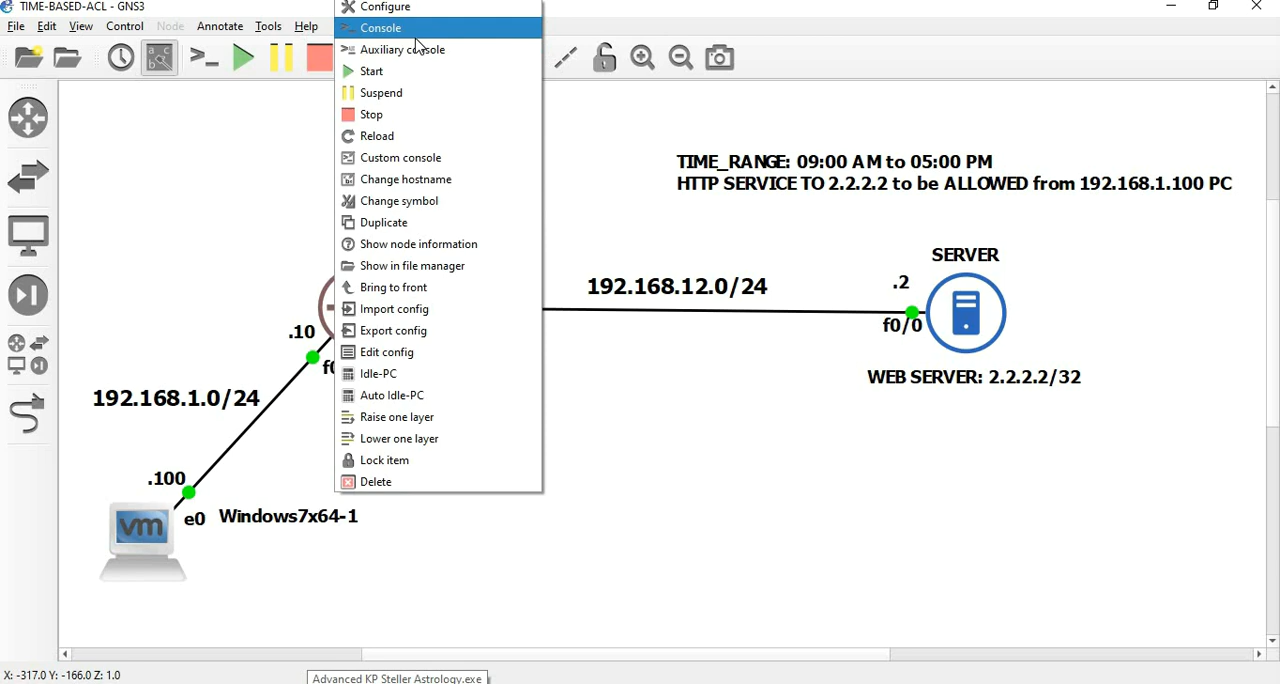 TIME-BASED-ACL - GNS3
File Edit View Control Node Annotate Tools Help
Configure
Console
Auxiliary console
Start
Suspend
Stop
Reload
Custom console
Change hostname
Change symbol
Duplicate
Show node information
Show in file manager
Bring to front
Import config
Export config
Edit config
Idle-PC
Auto Idle-PC
Raise one layer
Lower one layer
Lock item
Delete
TIME_RANGE: 09:00 AM to 05:00 PM
HTTP SERVICE TO 2.2.2.2 to be ALLOWED from 192.168.1.100 PC
SERVER
192.168.12.0/24
.2
f0/0
WEB SERVER: 2.2.2.2/32
.10
192.168.1.0/24
.100
e0
Windows7x64-1
X: -317.0 Y: -166.0 Z: 1.0
Advanced KP Steller Astrology.exe